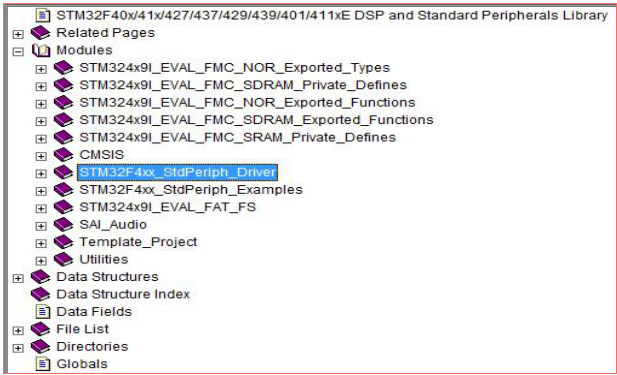 STM32F40x/41x/427/437/429/439/401/411xE DSP and Standard Peripherals Library
Related Pages
Modules
STM324x9I_EVAL_FMC_NOR_Exported_Types
STM324x9I_EVAL_FMC_SDRAM_Private_Defines
STM324x9I_EVAL_FMC_NOR_Exported_Functions
STM324x9I_EVAL_FMC_SDRAM_Exported_Functions
STM324x9I_EVAL_FMC_SRAM_Private_Defines
CMSIS
STM32F4xx_StdPeriph_Driver
STM32F4xx_StdPeriph_Examples
STM324x9I_EVAL_FAT_FS
SAI_Audio
Template_Project
Utilities
Data Structures
Data Structure Index
Data Fields
File List
Directories
Globals